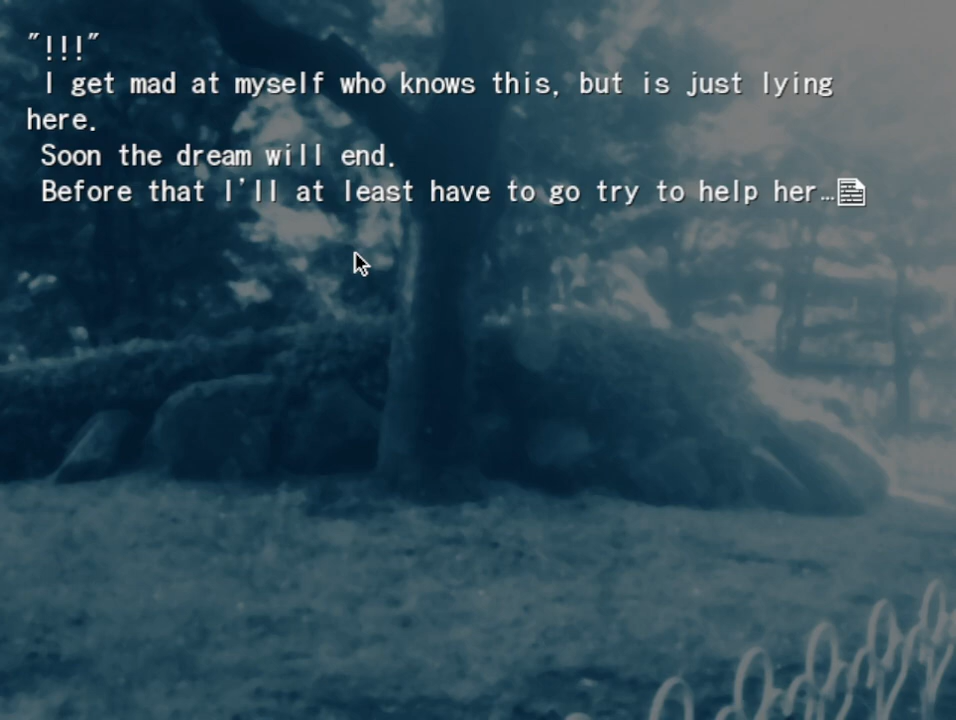 "!!!"
I get mad at myself who knows this, but is just lying
here.
Soon the dream will end.
Before that I'll at least have to go try to help her…